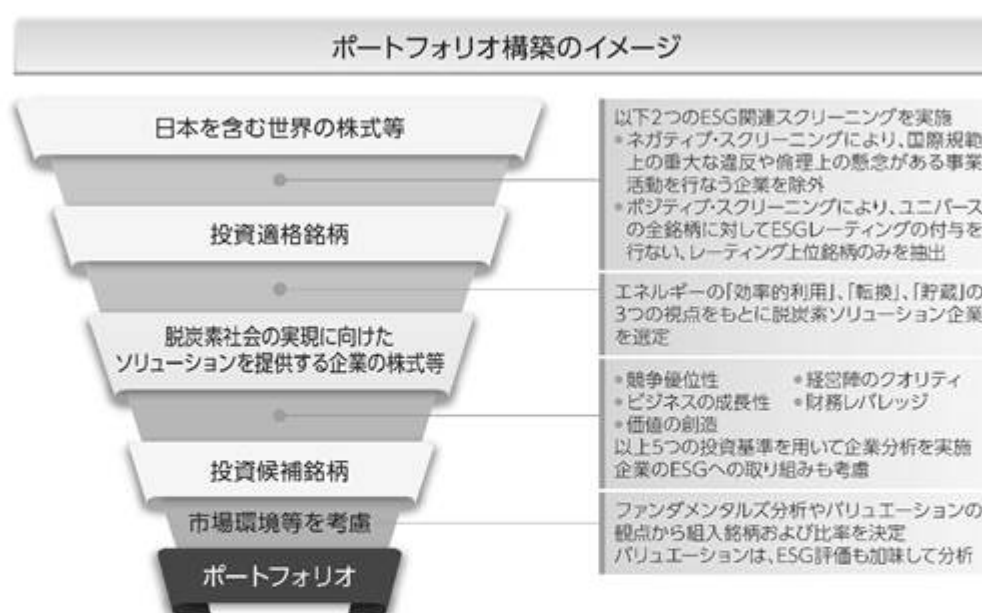 ポートフォリオ構築のイメージ
日本を含む世界の株式等
以下2つのESG関連スクリーニングを実施
●ネガティブ・スクリーニングにより、国際規範
上の重大な違反や倫理上の懸念がある事業
活動を行なう企業を除外
●ポジティブ・スクリーニングにより、ユニバース
の全銘柄に対してESGレーティングの付与を
行ない、レーティング上位銘柄のみを抽出
投資適格銘柄
エネルギーの「効率的利用」、「転換」、「貯蔵」の
3つの視点をもとに脱炭素ソリューション企業
を選定
脱炭素社会の実現に向けた
ソリューションを提供する企業の株式等
●競争優位性 ●経営陣のクオリティ
●ビジネスの成長性 ●財務レバレッジ
●価値の創造
以上5つの投資基準を用いて企業分析を実施
企業のESGへの取り組みも考慮
投資候補銘柄
市場環境等を考慮
ファンダメンタルズ分析やバリュエーションの
観点から組入銘柄および比率を決定
バリュエーションは、ESG評価も加味して分析
ポートフォリオ